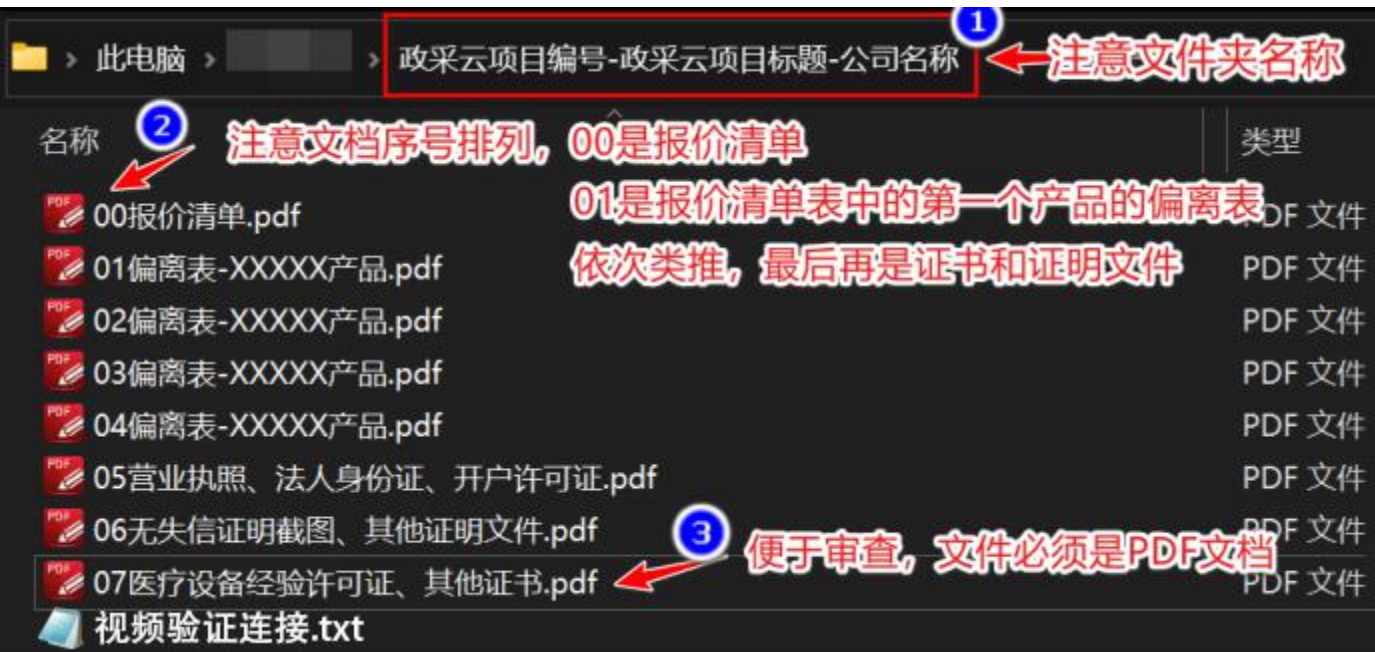 1
此电脑 > > 政采云项目编号-政采云项目标题-公司名称 注意文件夹名称
名称 2 注意文档序号排列，00是报价清单 类型
00报价清单.pdf 01是报价清单表中的第一个产品的偏离表 PDF 文件
01偏离表-XXXXX产品.pdf 依次类推，最后再是证书和证明文件 PDF 文件
02偏离表-XXXXX产品.pdf PDF 文件
03偏离表-XXXXX产品.pdf PDF 文件
04偏离表-XXXXX产品.pdf PDF 文件
05营业执照、法人身份证、开户许可证.pdf PDF 文件
06无失信证明截图、其他证明文件.pdf PDF 文件
3 便于审查，文件必须是PDF文档
07医疗设备经验许可证、其他证书.pdf PDF 文件
视频验证连接.txt